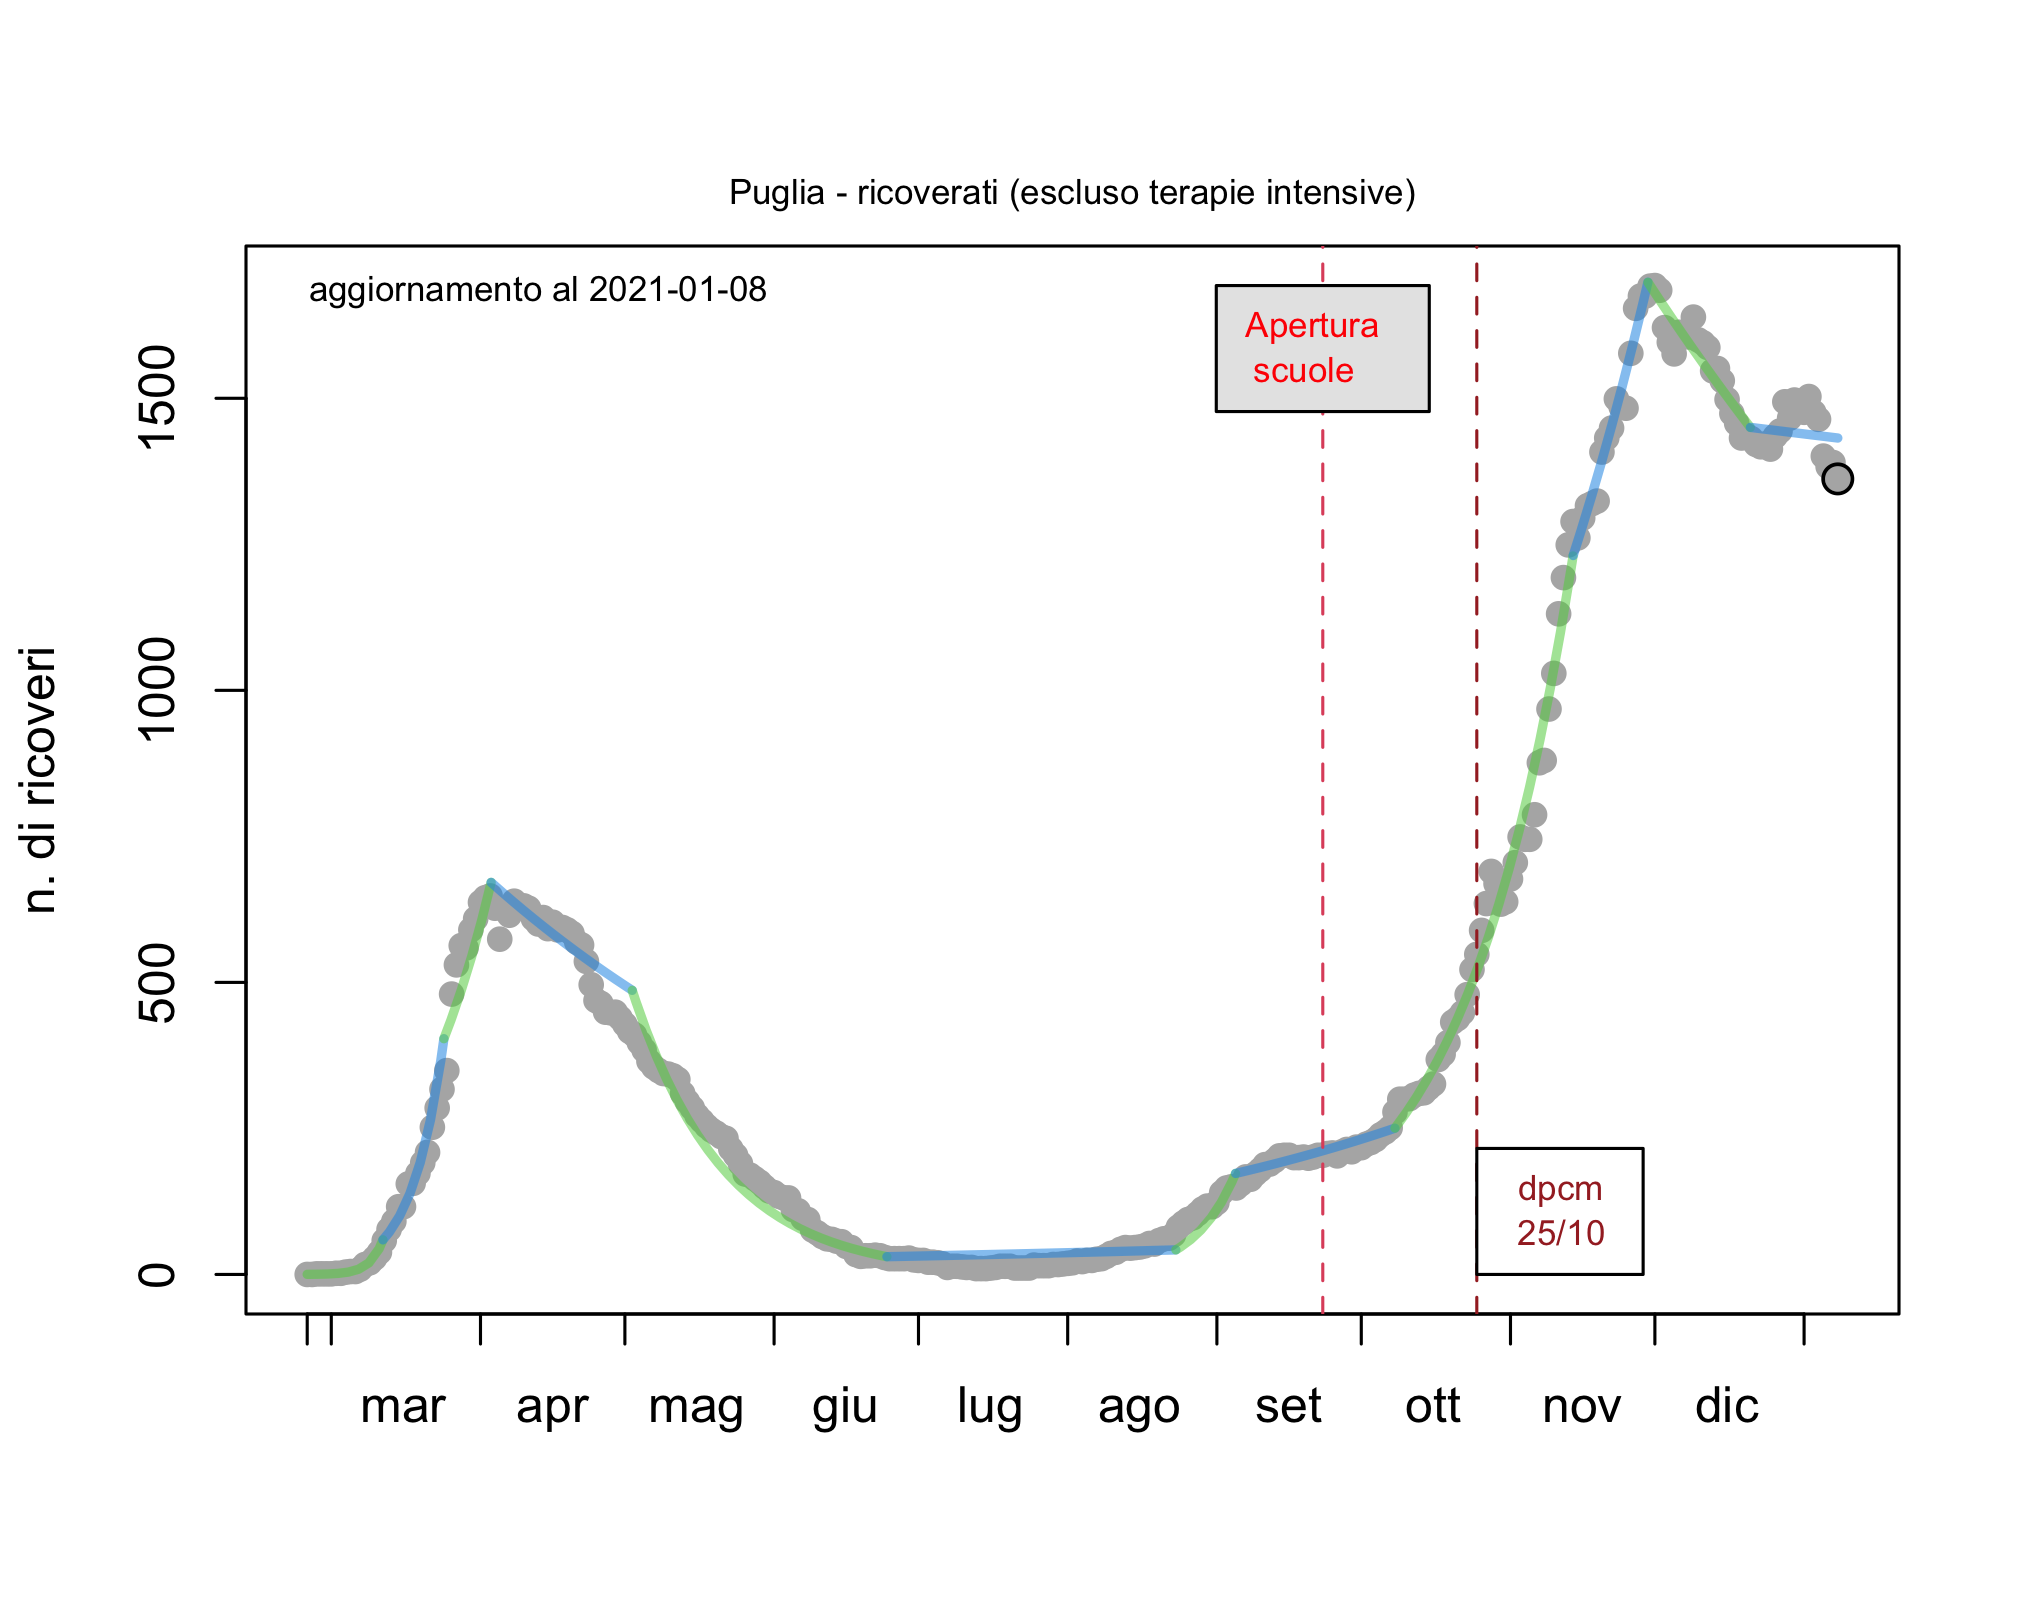 Puglia - ricoverati (escluso terapie intensive)
aggiornamento al 2021-01-08
Apertura
scuole
n. di ricoveri
1500
1000
500
0
dpcm
25/10
mar apr mag giu lug ago set ott nov dic